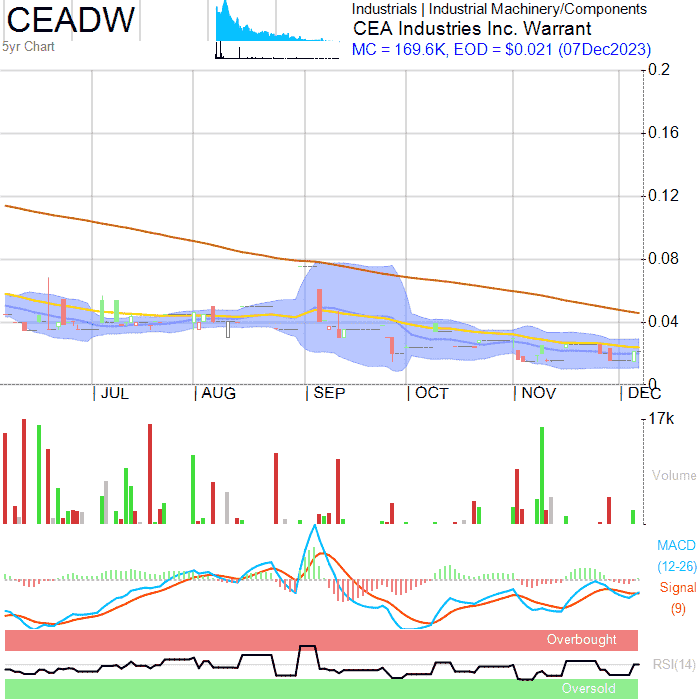 CEADW
5yr Chart
Industrials | Industrial Machinery/Components
CEA Industries Inc. Warrant
MC = 169.6K, EOD = $0.021 (07Dec2023)
0.2
0.16
0.12
0.08
0.04
0
| JUL | AUG | SEP | OCT | NOV | DEC
17k
Volume
MACD
(12-26)
Signal
(9)
Overbought
RSI(14)
Oversold